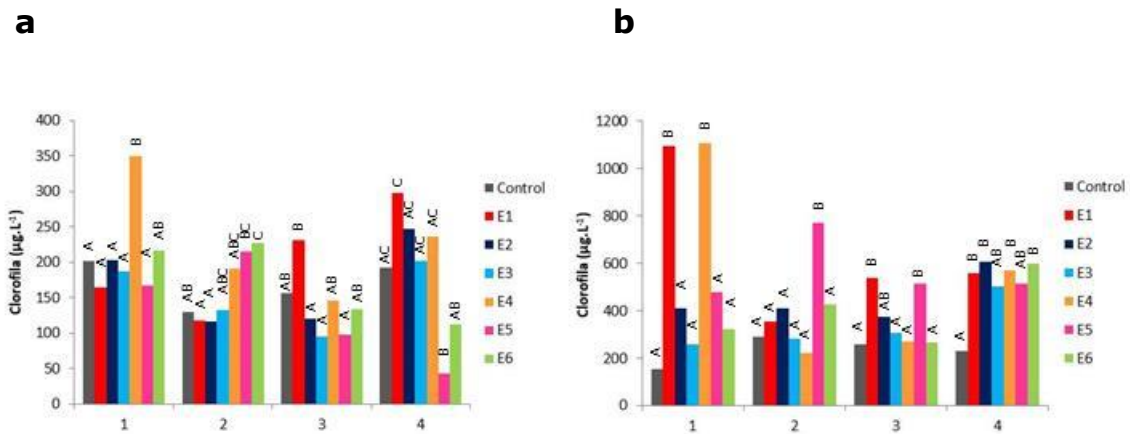 a
b
Clorofila (µg.L⁻¹)
400
350
300
250
200
150
100
50
0
A A A A B A AB
AB A A ABC ABC BC C
AB B A A AB A AB
AC C AC AC AC B AB
1 2 3 4
Control
E1
E2
E3
E4
E5
E6
Clorofila (µg.L⁻¹)
1200
1000
800
600
400
200
0
A B A A B A A
A A A A A B A
A B AB A A B A
A B B AB B AB B
1 2 3 4
Control
E1
E2
E3
E4
E5
E6